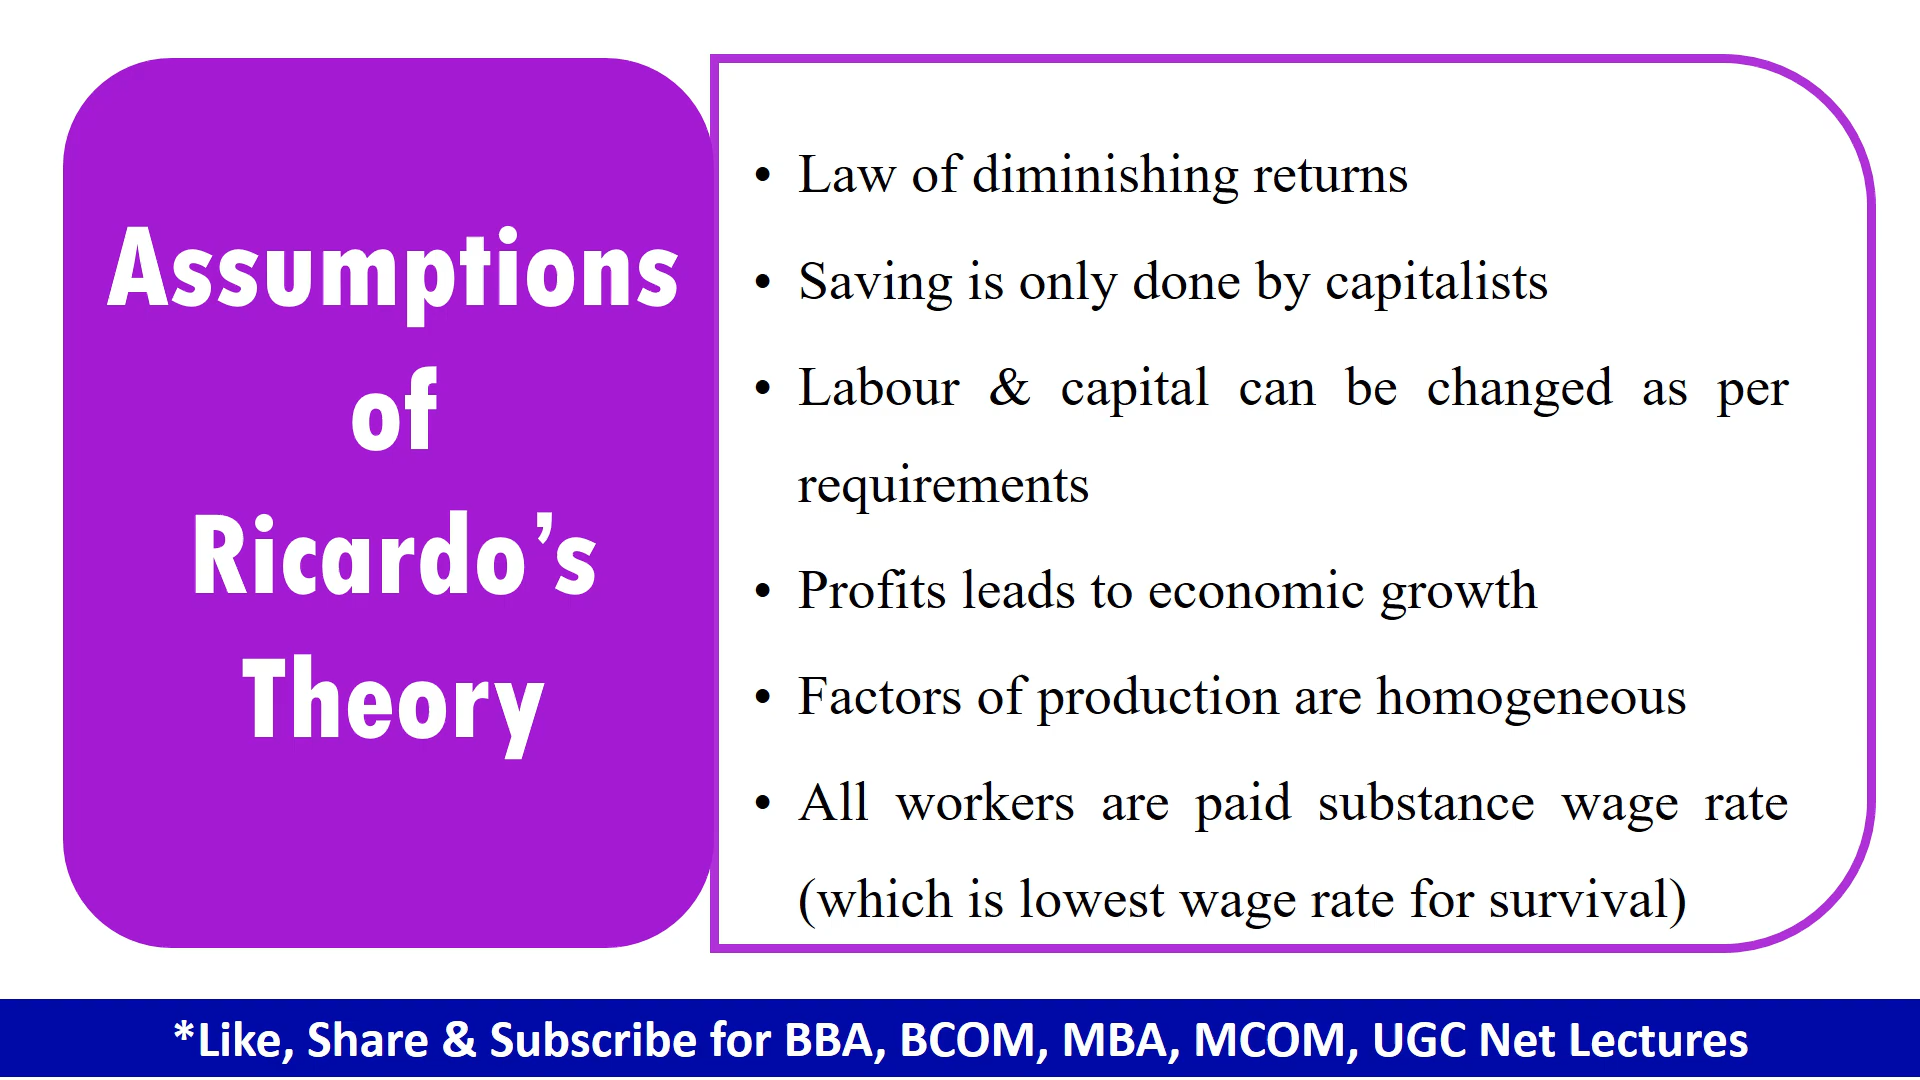 Assumptions
of
Ricardo’s
Theory
• Law of diminishing returns
• Saving is only done by capitalists
• Labour & capital can be changed as per
requirements
• Profits leads to economic growth
• Factors of production are homogeneous
• All workers are paid substance wage rate
(which is lowest wage rate for survival)
*Like, Share & Subscribe for BBA, BCOM, MBA, MCOM, UGC Net Lectures